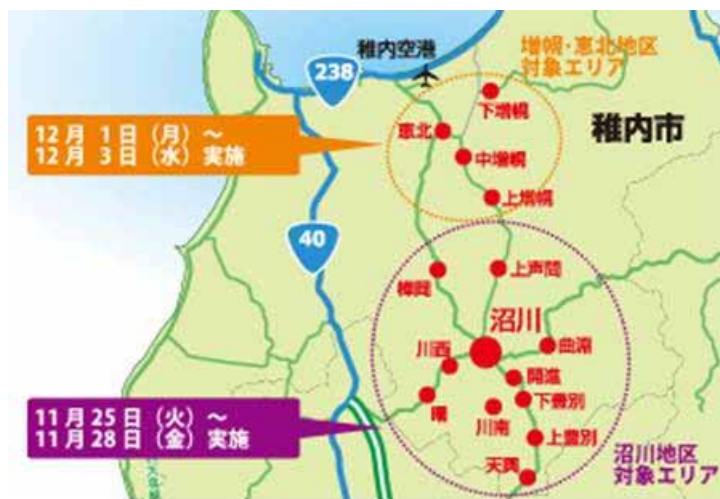 稚内空港
238
増幌・恵北地区
対象エリア
下増幌
12月 1日(月)〜
12月 3日(水)実施
恵北
稚内市
中増幌
上増幌
40
樺岡
上声問
沼川
曲淵
川西
開進
11月25日(火)〜
11月28日(金)実施
下豊別
川南
上豊別
天興
沼川地区
対象エリア